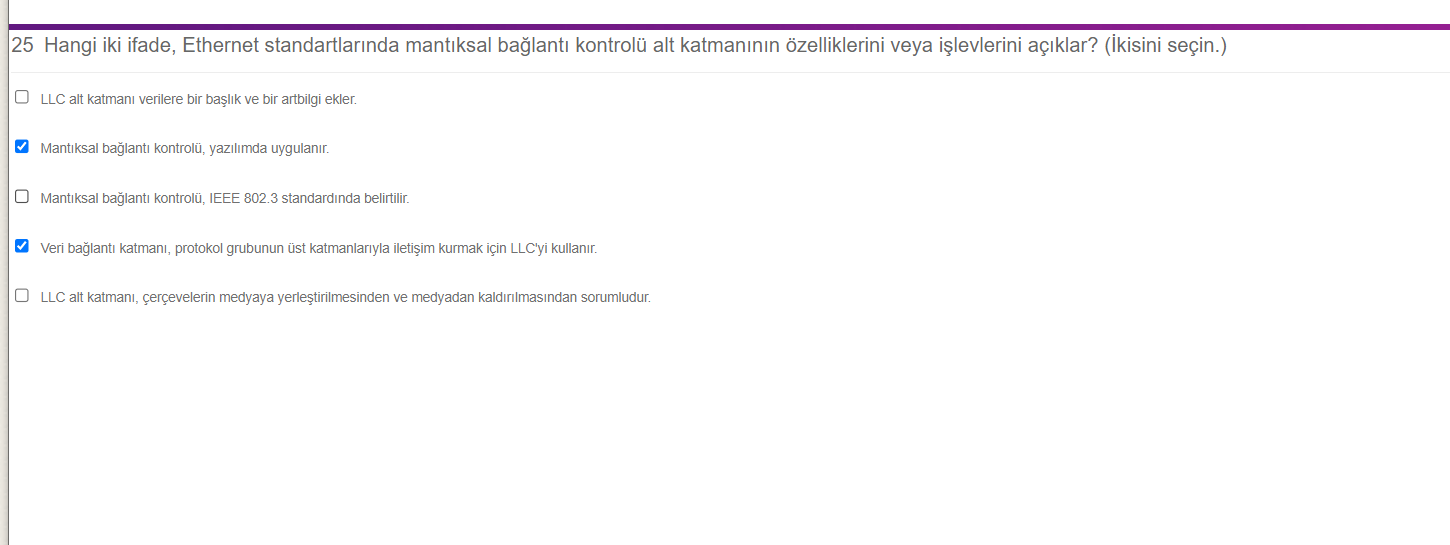 25 Hangi iki ifade, Ethernet standartlarında mantıksal bağlantı kontrolü alt katmanının özelliklerini veya işlevlerini açıklar? (İkisini seçin.)
LLC alt katmanı verilere bir başlık ve bir artbilgi ekler.
Mantıksal bağlantı kontrolü, yazılımda uygulanır.
Mantıksal bağlantı kontrolü, IEEE 802.3 standardında belirtilir.
Veri bağlantı katmanı, protokol grubunun üst katmanlarıyla iletişim kurmak için LLC'yi kullanır.
LLC alt katmanı, çerçevelerin medyaya yerleştirilmesinden ve medyadan kaldırılmasından sorumludur.